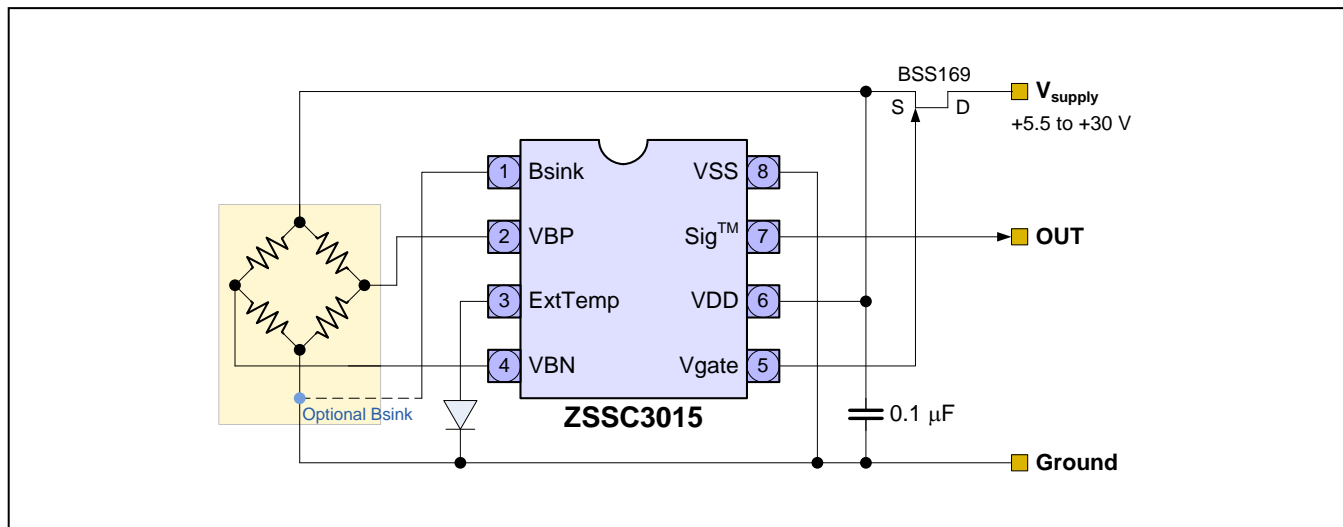 BSS169
S D
Vsupply
+5.5 to +30 V
1 Bsink VSS 8
2 VBP Sig™ 7 OUT
3 ExtTemp VDD 6
4 VBN Vgate 5
Optional Bsink
ZSSC3015
0.1 µF
Ground